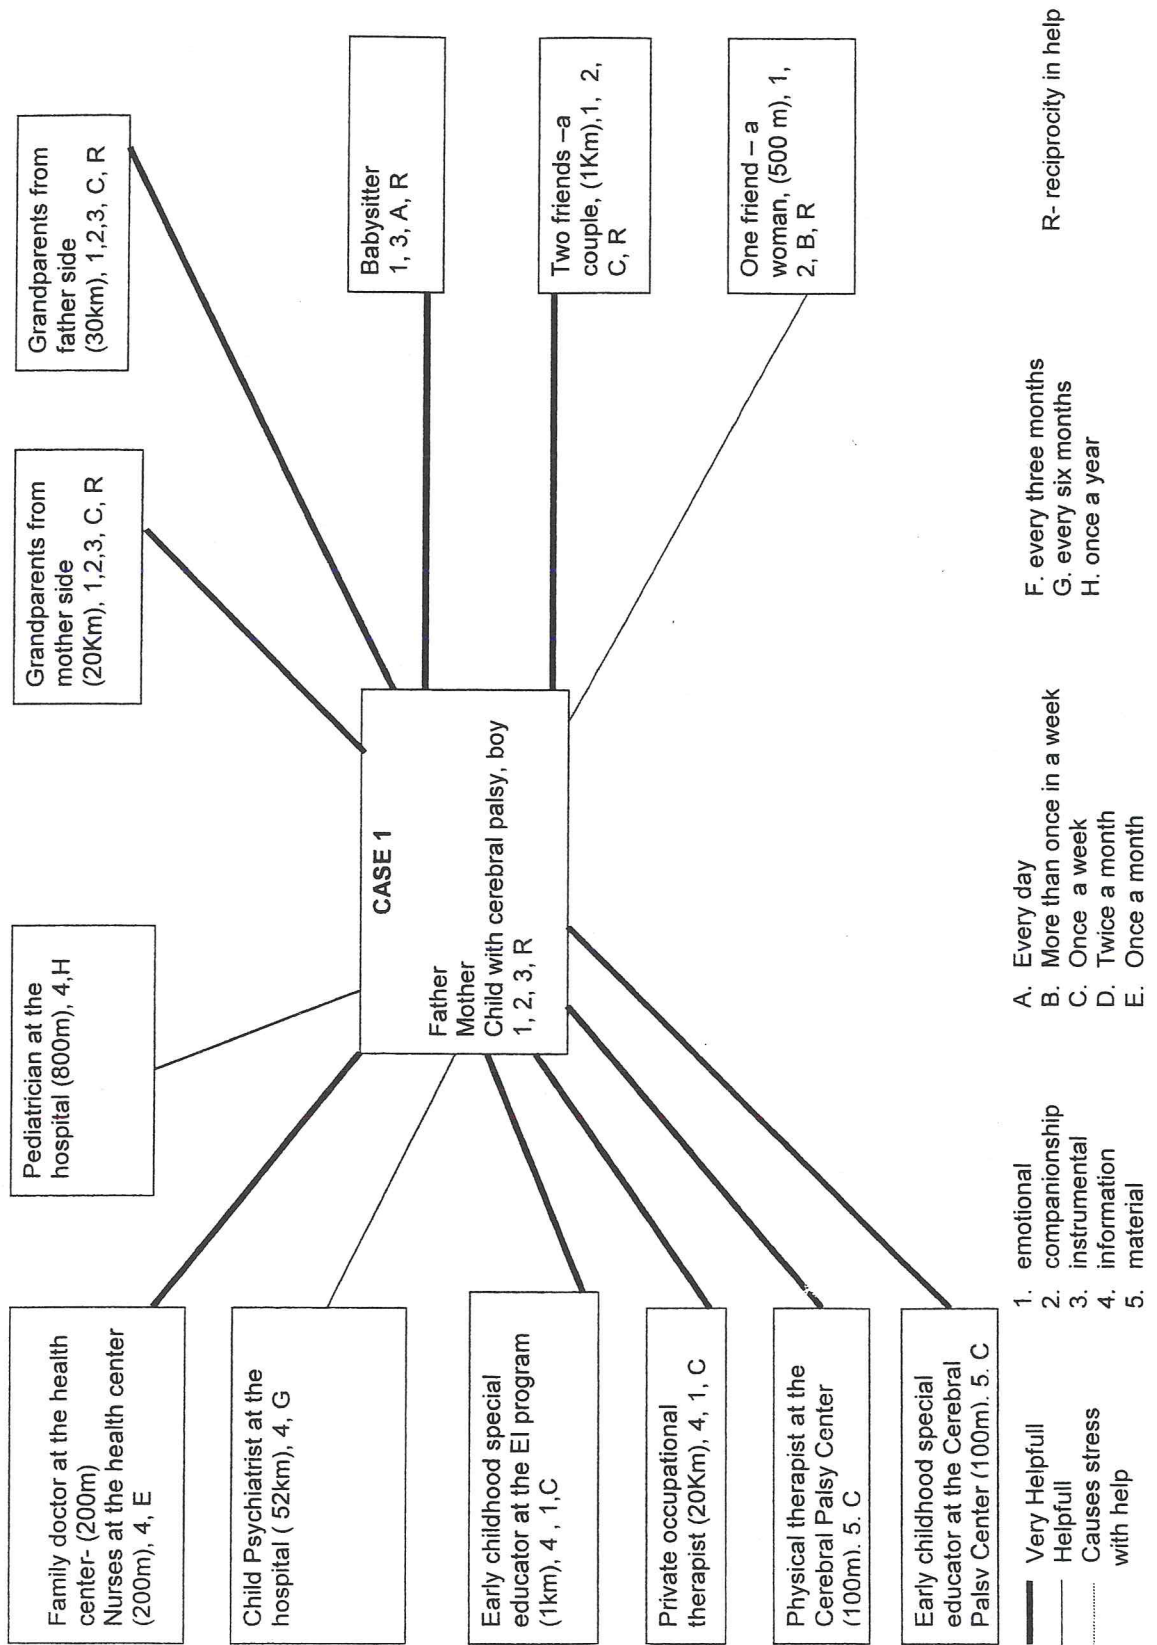 Family doctor at the health
center- (200m)
Nurses at the health center
(200m), 4, E
Pediatrician at the
hospital (800m), 4,H
Grandparents from
mother side
(20Km), 1,2,3, C, R
Grandparents from
father side
(30km), 1,2,3, C, R
Child Psychiatrist at the
hospital ( 52km), 4, G
Early childhood special
educator at the EI program
(1km), 4 , 1,C
Private occupational
therapist (20Km), 4, 1, C
Physical therapist at the
Cerebral Palsy Center
(100m). 5. C
Early childhood special
educator at the Cerebral
Palsv Center (100m). 5. C
CASE 1
Father
Mother
Child with cerebral palsy, boy
1, 2, 3, R
Babysitter
1, 3, A, R
Two friends –a
couple, (1Km),1, 2,
C, R
One friend – a
woman, (500 m), 1,
2, B, R
Very Helpfull
Helpfull
Causes stress
with help
1. emotional
2. companionship
3. instrumental
4. information
5. material
A. Every day
B. More than once in a week
C. Once a week
D. Twice a month
E. Once a month
F. every three months
G. every six months
H. once a year
R- reciprocity in help